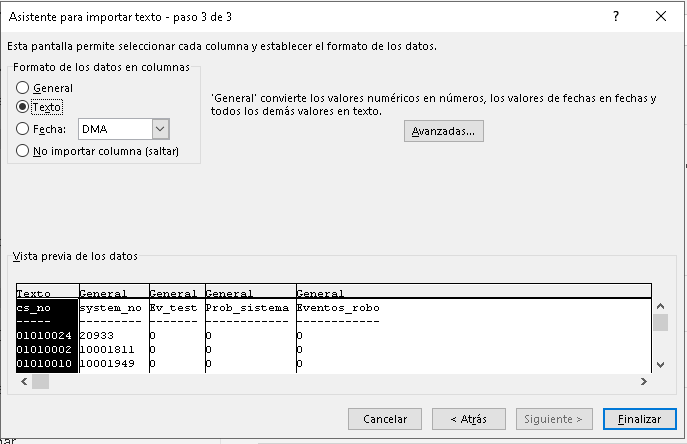 Asistente para importar texto - paso 3 de 3 ?
Esta pantalla permite seleccionar cada columna y establecer el formato de los datos.
Formato de los datos en columnas
General
Texto
Fecha: DMA
No importar columna (saltar)
'General' convierte los valores numéricos en números, los valores de fechas en fechas y
todos los demás valores en texto.
Avanzadas...
Vista previa de los datos
Texto General General General General
cs_no system_no Ev_test Prob_sistema Eventos_robo
----- --------- ------- ------------ ------------
01010024 20933 0 0 0
01010002 10001811 0 0 0
01010010 10001949 0 0 0
Cancelar < Atrás Siguiente > Finalizar